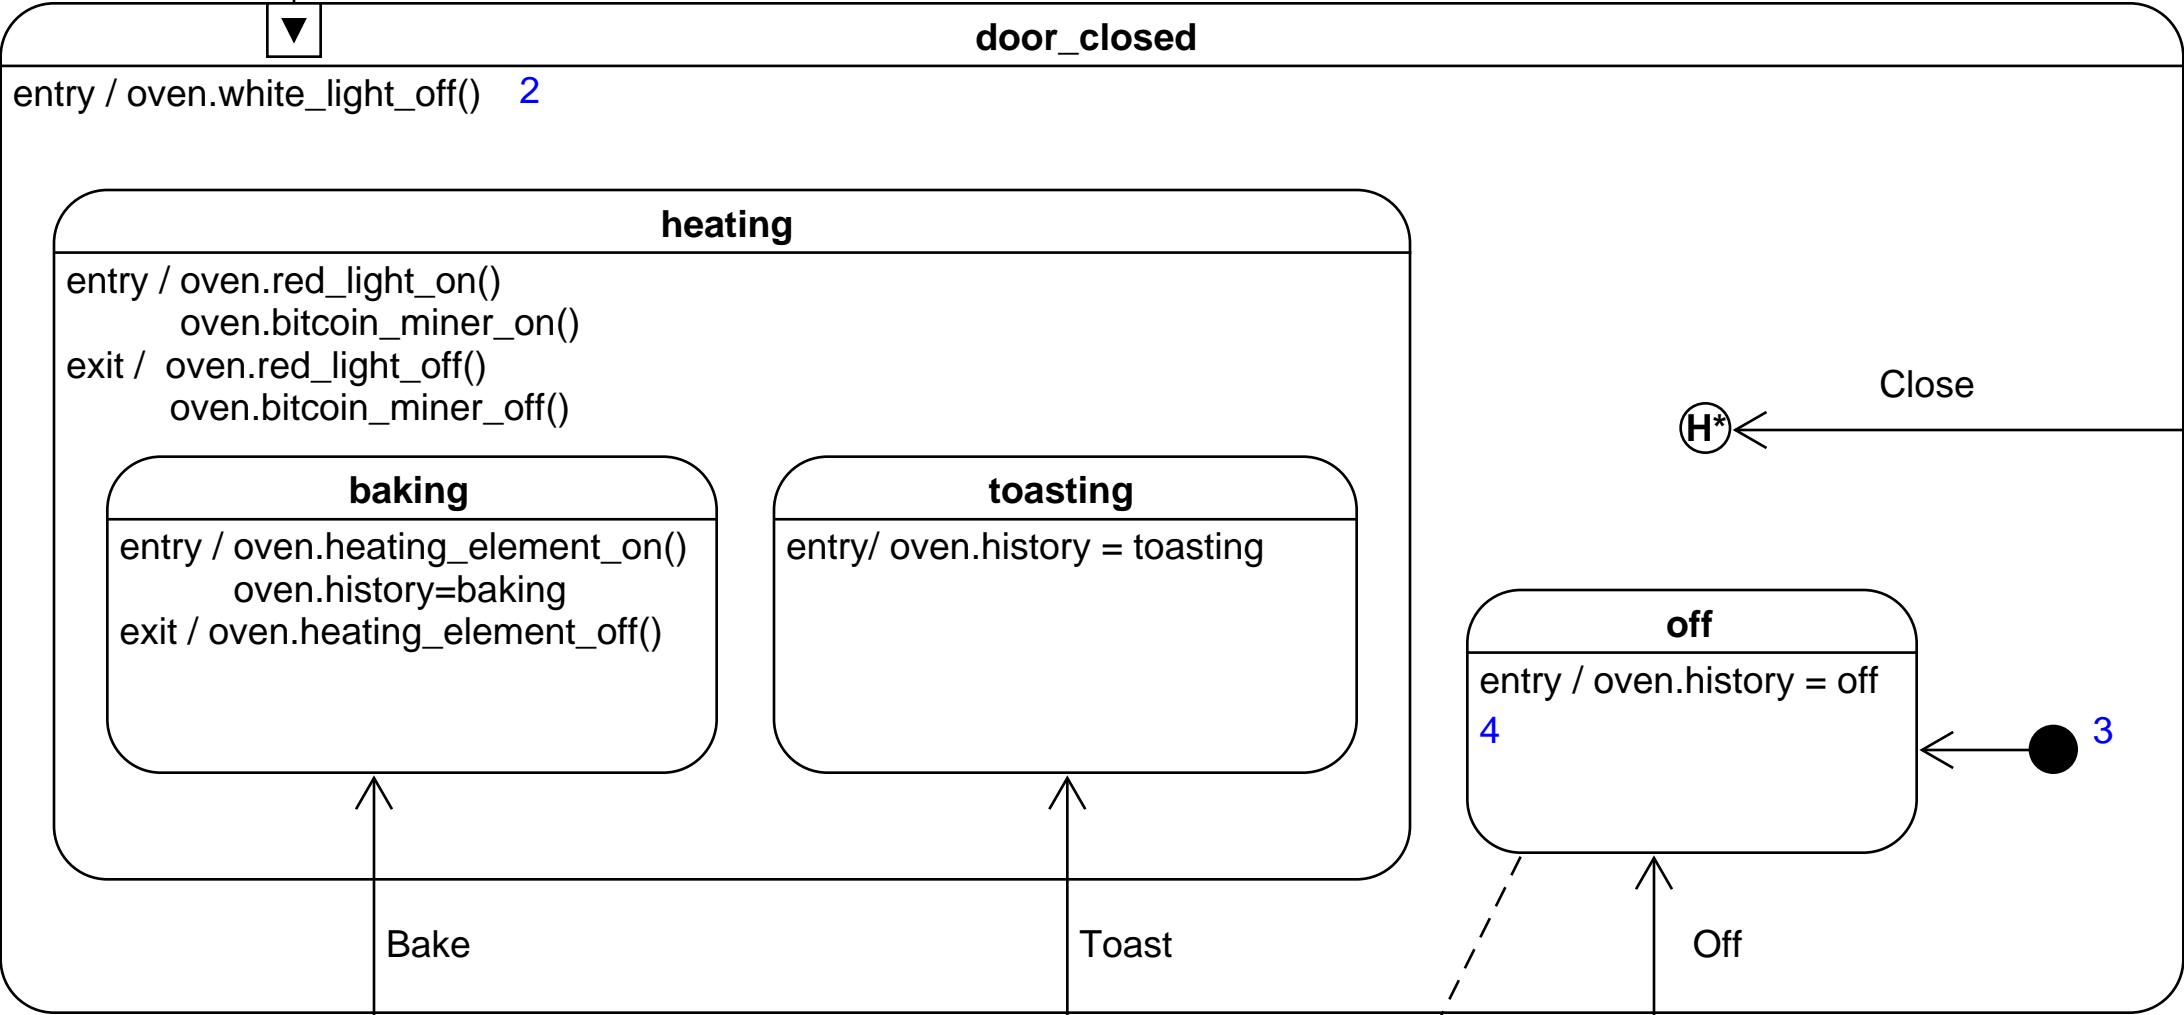 door_closed
entry / oven.white_light_off() 2
heating
entry / oven.red_light_on()
oven.bitcoin_miner_on()
exit / oven.red_light_off()
oven.bitcoin_miner_off()
Close
H*
baking
entry / oven.heating_element_on()
oven.history=baking
exit / oven.heating_element_off()
toasting
entry/ oven.history = toasting
off
entry / oven.history = off
4
3
Bake
Toast
Off